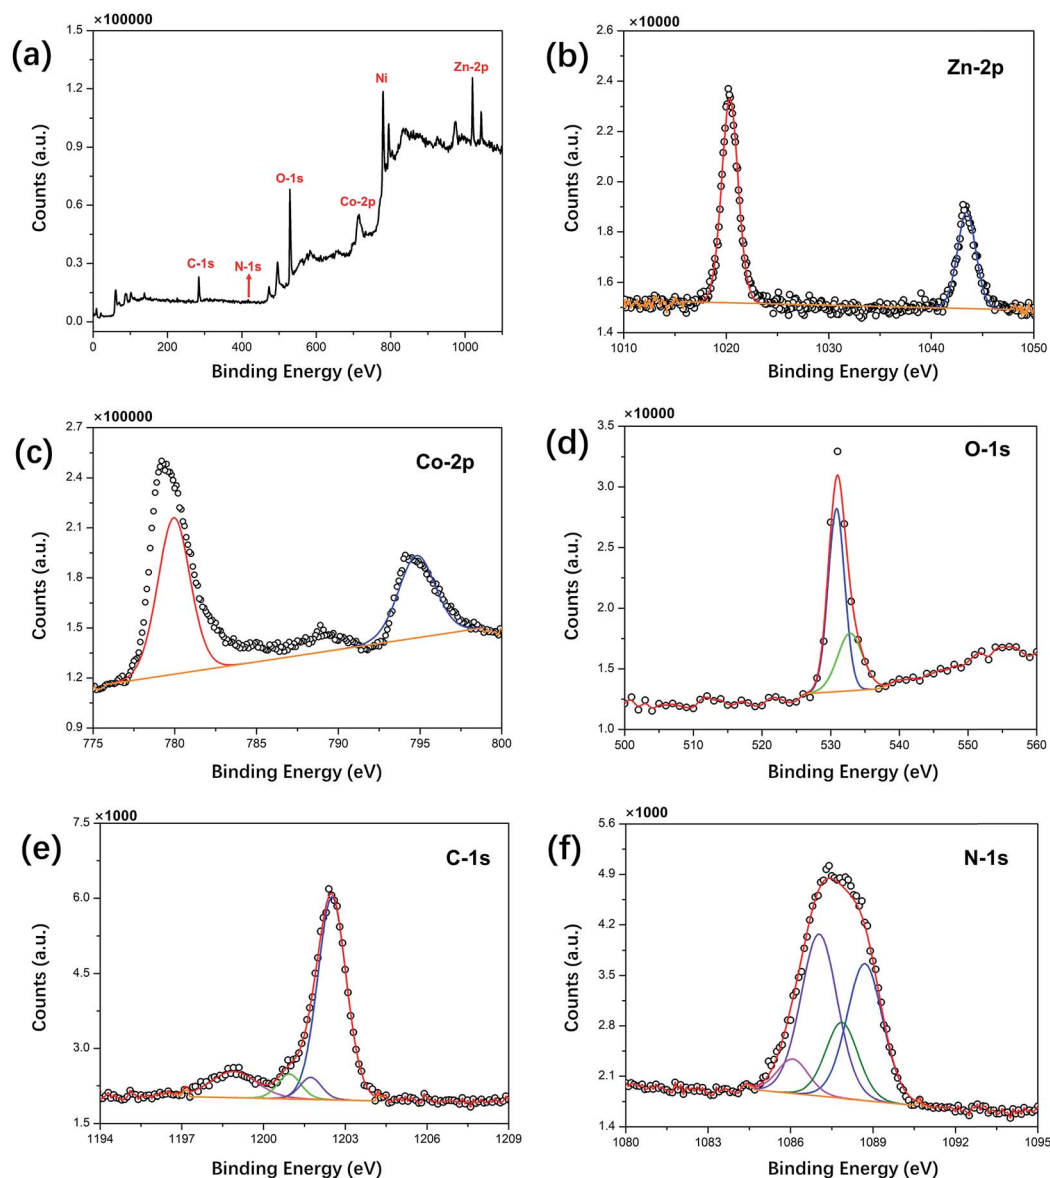 (a)
×100000
1.5
1.2
0.9
0.6
0.3
0.0
Counts (a.u.)
C-1s
N-1s
O-1s
Co-2p
Ni
Zn-2p
0 200 400 600 800 1000
Binding Energy (eV)
(b)
×10000
Zn-2p
2.6
2.4
2.2
2.0
1.8
1.6
1.4
Counts (a.u.)
1010 1020 1030 1040 1050
Binding Energy (eV)
(c)
×100000
Co-2p
2.7
2.4
2.1
1.8
1.5
1.2
0.9
Counts (a.u.)
775 780 785 790 795 800
Binding Energy (eV)
(d)
×10000
O-1s
3.5
3.0
2.5
2.0
1.5
1.0
Counts (a.u.)
500 510 520 530 540 550 560
Binding Energy (eV)
(e)
×1000
C-1s
7.5
6.0
4.5
3.0
1.5
Counts (a.u.)
1194 1197 1200 1203 1206 1209
Binding Energy (eV)
(f)
×1000
N-1s
5.6
4.9
4.2
3.5
2.8
2.1
1.4
Counts (a.u.)
1080 1083 1086 1089 1092 1095
Binding Energy (eV)